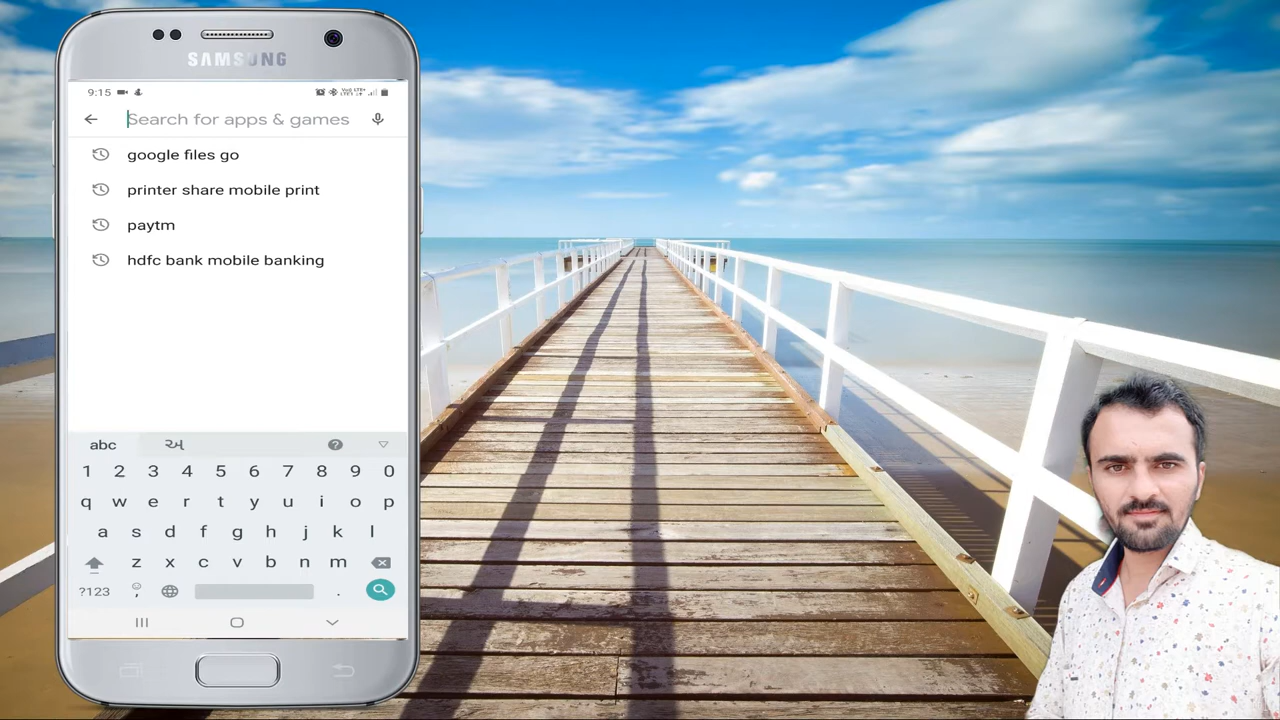 SAMSUNG
9:15
Search for apps & games
google files go
printer share mobile print
paytm
hdfc bank mobile banking
abc અ
1 2 3 4 5 6 7 8 9 0
q w e r t y u i o p
a s d f g h j k l
z x c v b n m
?123 , .